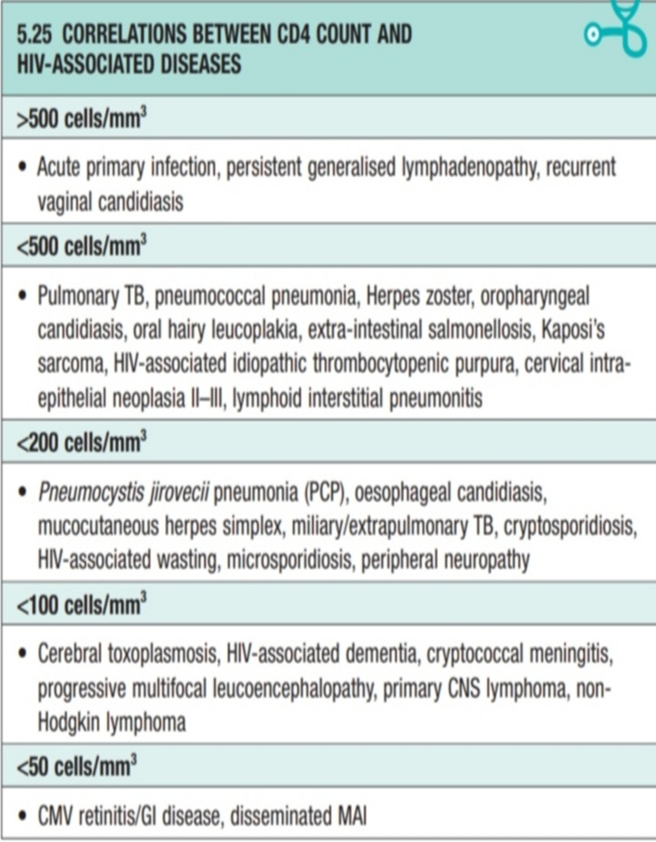 5.25 CORRELATIONS BETWEEN CD4 COUNT AND
HIV-ASSOCIATED DISEASES
>500 cells/mm³
• Acute primary infection, persistent generalised lymphadenopathy, recurrent
vaginal candidiasis
<500 cells/mm³
• Pulmonary TB, pneumococcal pneumonia, Herpes zoster, oropharyngeal
candidiasis, oral hairy leucoplakia, extra-intestinal salmonellosis, Kaposi's
sarcoma, HIV-associated idiopathic thrombocytopenic purpura, cervical intra-
epithelial neoplasia II–III, lymphoid interstitial pneumonitis
<200 cells/mm³
• Pneumocystis jirovecii pneumonia (PCP), oesophageal candidiasis,
mucocutaneous herpes simplex, miliary/extrapulmonary TB, cryptosporidiosis,
HIV-associated wasting, microsporidiosis, peripheral neuropathy
<100 cells/mm³
• Cerebral toxoplasmosis, HIV-associated dementia, cryptococcal meningitis,
progressive multifocal leucoencephalopathy, primary CNS lymphoma, non-
Hodgkin lymphoma
<50 cells/mm³
• CMV retinitis/GI disease, disseminated MAI